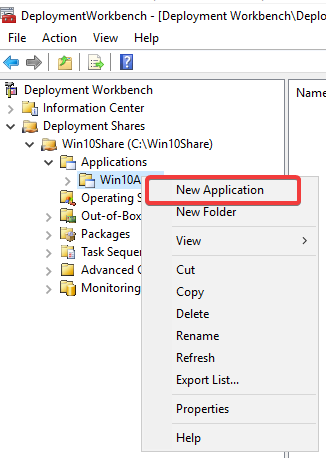 DeploymentWorkbench - [Deployment Workbench\Deplo
File Action View Help
Deployment Workbench
Name
Information Center
Deployment Shares
Win10Share (C:\Win10Share)
Applications
Win10A
New Application
Operating S
New Folder
Out-of-Box
Packages
View
Task Seque
Advanced C
Cut
Monitoring
Copy
Delete
Rename
Refresh
Export List...
Properties
Help